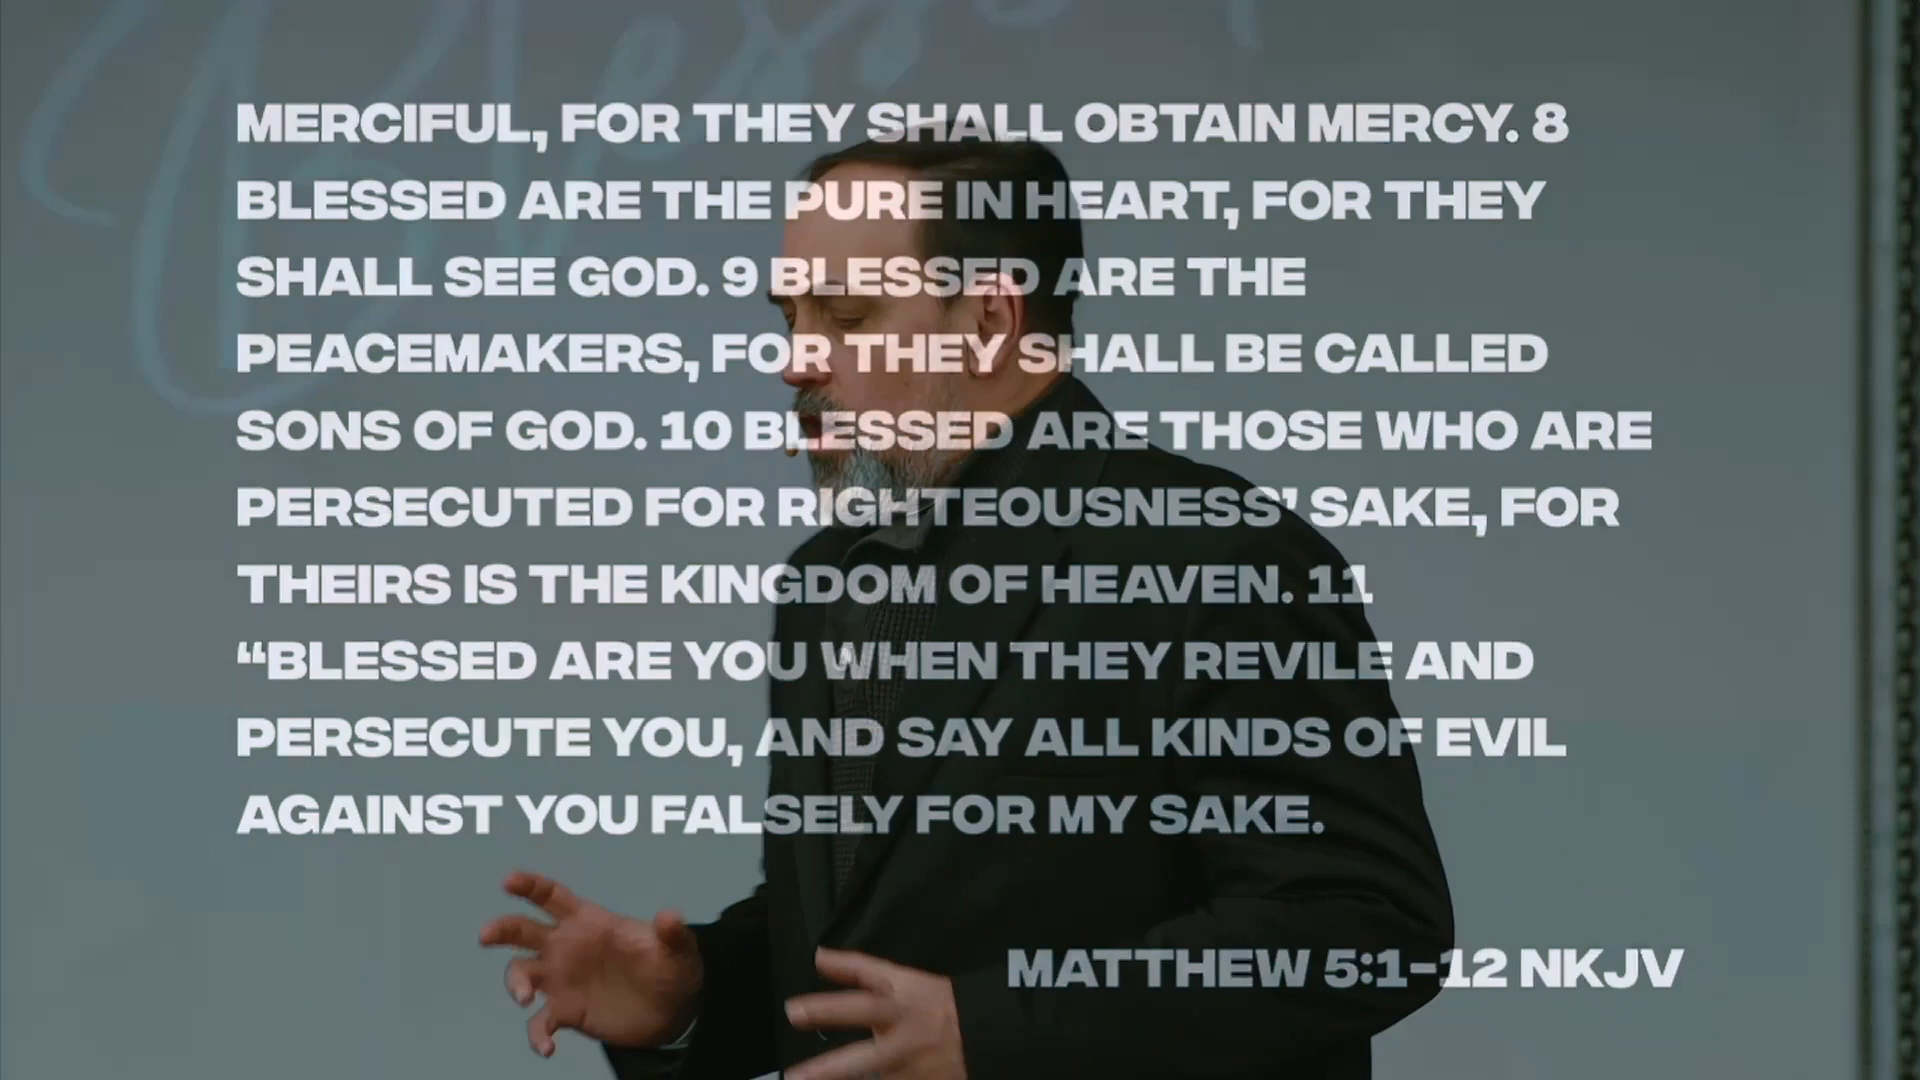 MERCIFUL, FOR THEY SHALL OBTAIN MERCY. 8
BLESSED ARE THE PURE IN HEART, FOR THEY
SHALL SEE GOD. 9 BLESSED ARE THE
PEACEMAKERS, FOR THEY SHALL BE CALLED
SONS OF GOD. 10 BLESSED ARE THOSE WHO ARE
PERSECUTED FOR RIGHTEOUSNESS' SAKE, FOR
THEIRS IS THE KINGDOM OF HEAVEN. 11
“BLESSED ARE YOU WHEN THEY REVILE AND
PERSECUTE YOU, AND SAY ALL KINDS OF EVIL
AGAINST YOU FALSELY FOR MY SAKE.
MATTHEW 5:1-12 NKJV